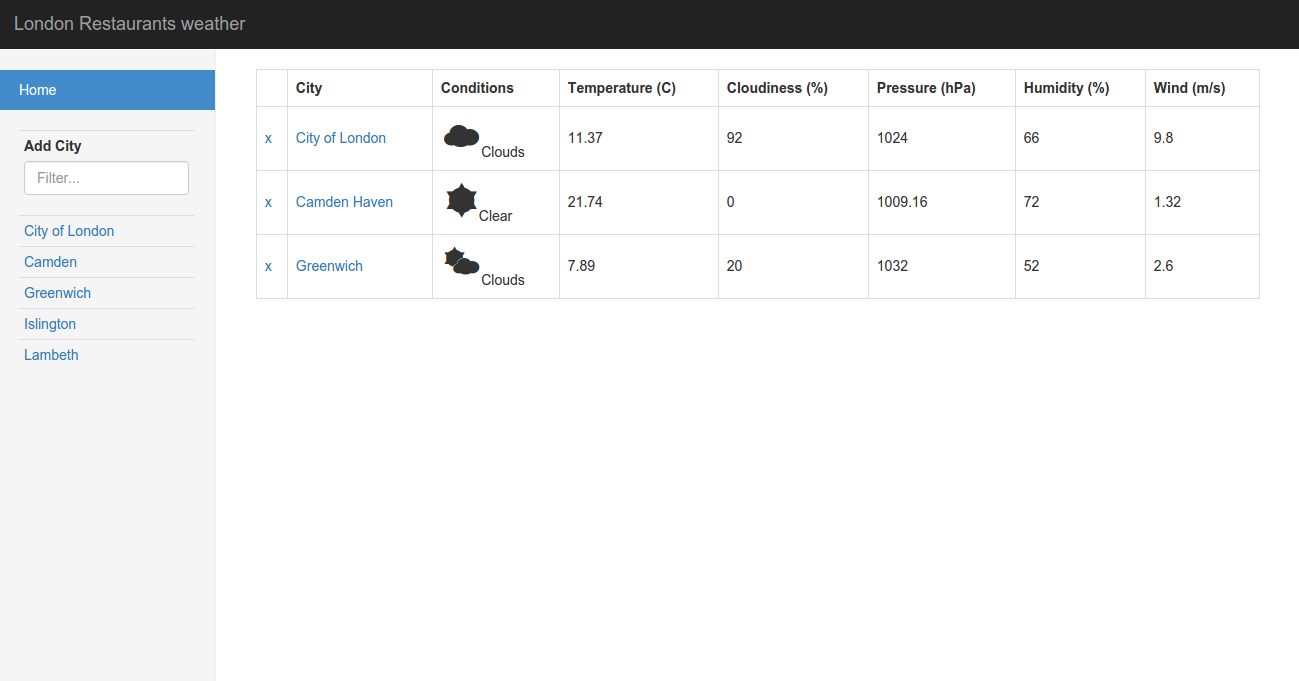 London Restaurants weather
Home
Add City
Filter...
City of London
Camden
Greenwich
Islington
Lambeth
City Conditions Temperature (C) Cloudiness (%) Pressure (hPa) Humidity (%) Wind (m/s)
x City of London Clouds 11.37 92 1024 66 9.8
x Camden Haven Clear 21.74 0 1009.16 72 1.32
x Greenwich Clouds 7.89 20 1032 52 2.6